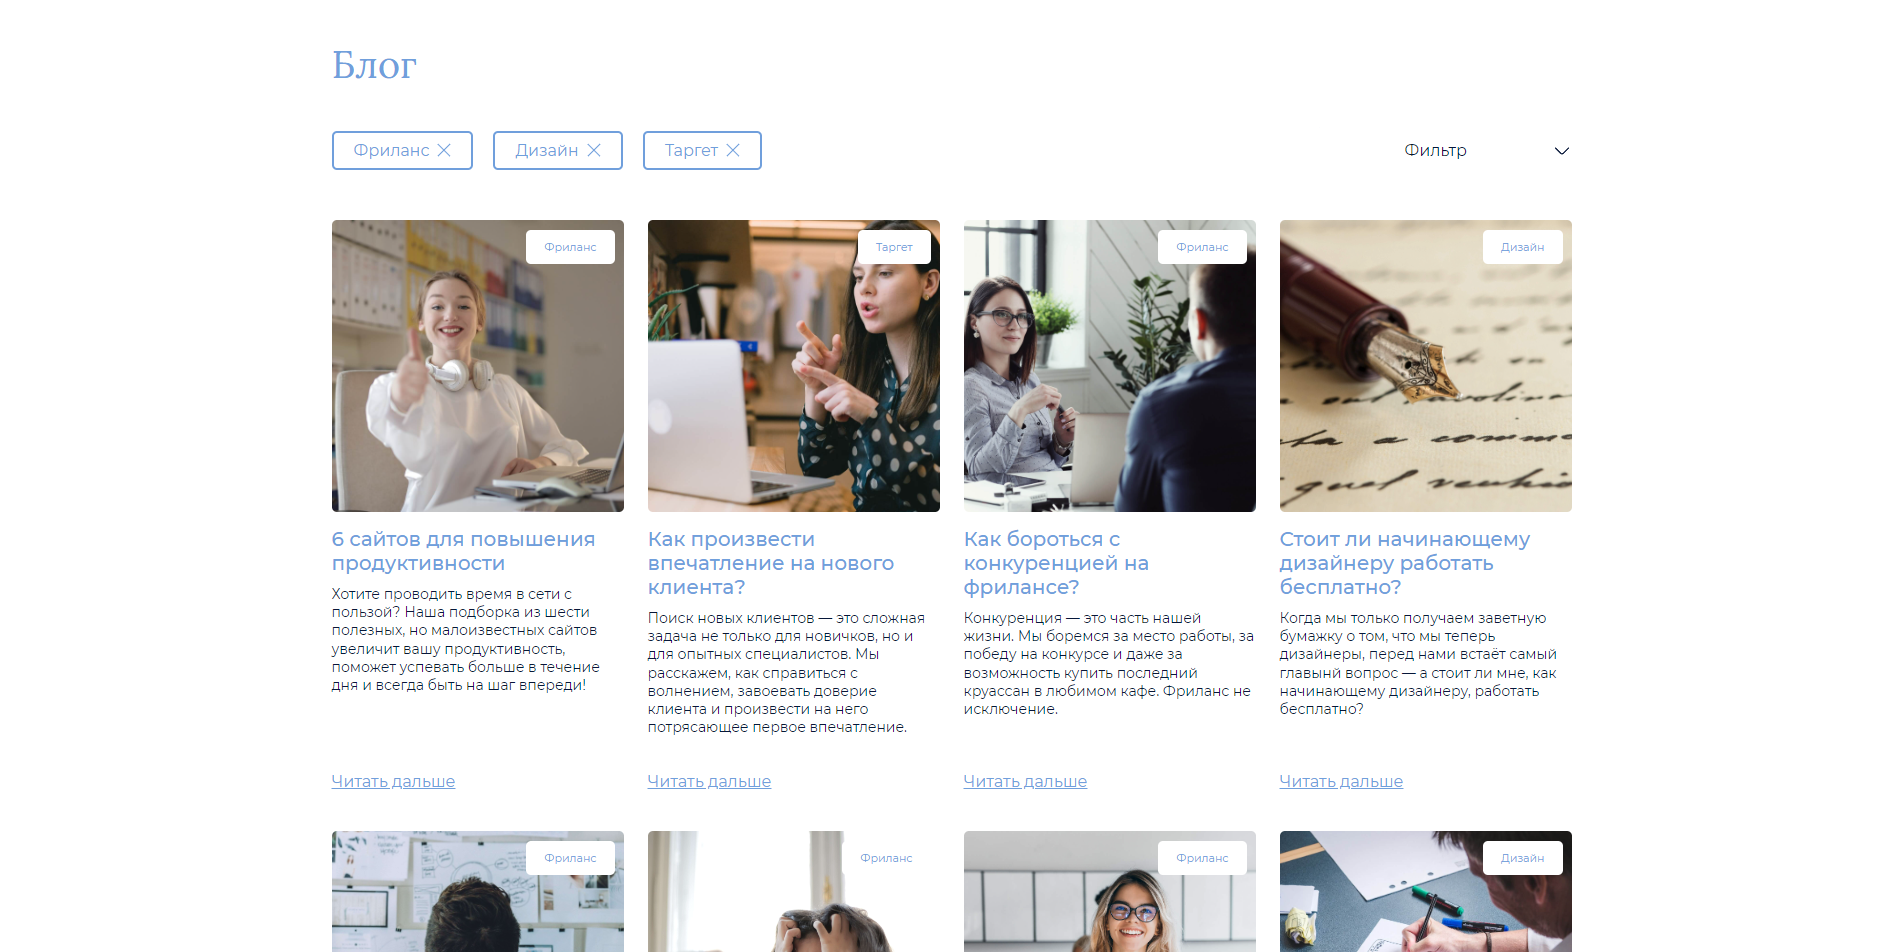 Блог
Фриланс
Дизайн
Таргет
Фильтр
Фриланс
Таргет
Фриланс
Дизайн
6 сайтов для повышения
продуктивности
Хотите проводить время в сети с
пользой? Наша подборка из шести
полезных, но малоизвестных сайтов
увеличит вашу продуктивность,
поможет успевать больше в течение
дня и всегда быть на шаг впереди!
Читать дальше
Как произвести
впечатление на нового
клиента?
Поиск новых клиентов — это сложная
задача не только для новичков, но и
для опытных специалистов. Мы
расскажем, как справиться с
волнением, завоевать доверие
клиента и произвести на него
потрясающее первое впечатление.
Читать дальше
Как бороться с
конкуренцией на
фрилансе?
Конкуренция — это часть нашей
жизни. Мы боремся за место работы, за
победу на конкурсе и даже за
возможность купить последний
круассан в любимом кафе. Фриланс не
исключение.
Читать дальше
Стоит ли начинающему
дизайнеру работать
бесплатно?
Когда мы только получаем заветную
бумажку о том, что мы теперь
дизайнеры, перед нами встаёт самый
главынй вопрос — а стоит ли мне, как
начинающему дизайнеру, работать
бесплатно?
Читать дальше
Фриланс
Фриланс
Фриланс
Дизайн